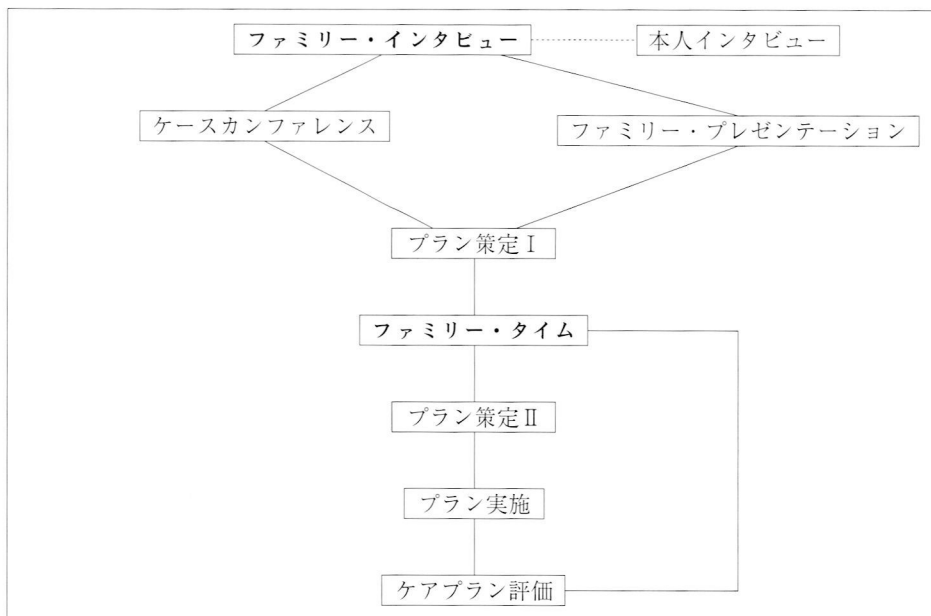 ファミリー・インタビュー
本人インタビュー
ケースカンファレンス
ファミリー・プレゼンテーション
プラン策定Ⅰ
ファミリー・タイム
プラン策定Ⅱ
プラン実施
ケアプラン評価